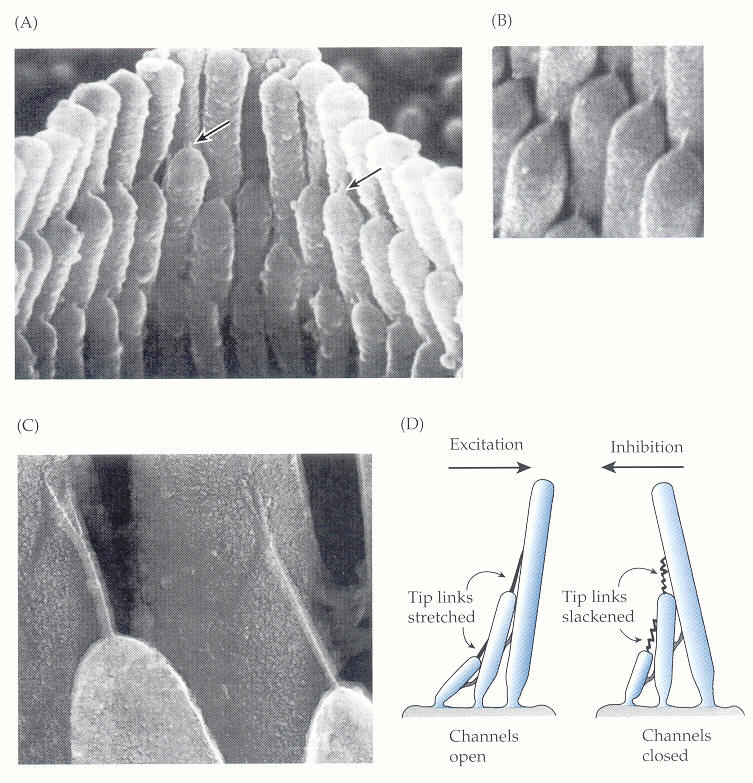 (A)
(B)
(C)
(D)
Excitation
Inhibition
Tip links
stretched
Tip links
slackened
Channels
open
Channels
closed